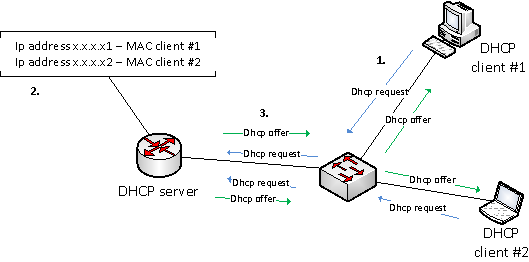 Ip address x.x.x.x1 – MAC client #1
Ip address x.x.x.x2 – MAC client #2
2.
1.
DHCP
client #1
Dhcp request
Dhcp offer
3.
Dhcp offer
Dhcp request
DHCP server
Dhcp request
Dhcp offer
Dhcp offer
Dhcp request
DHCP
client #2